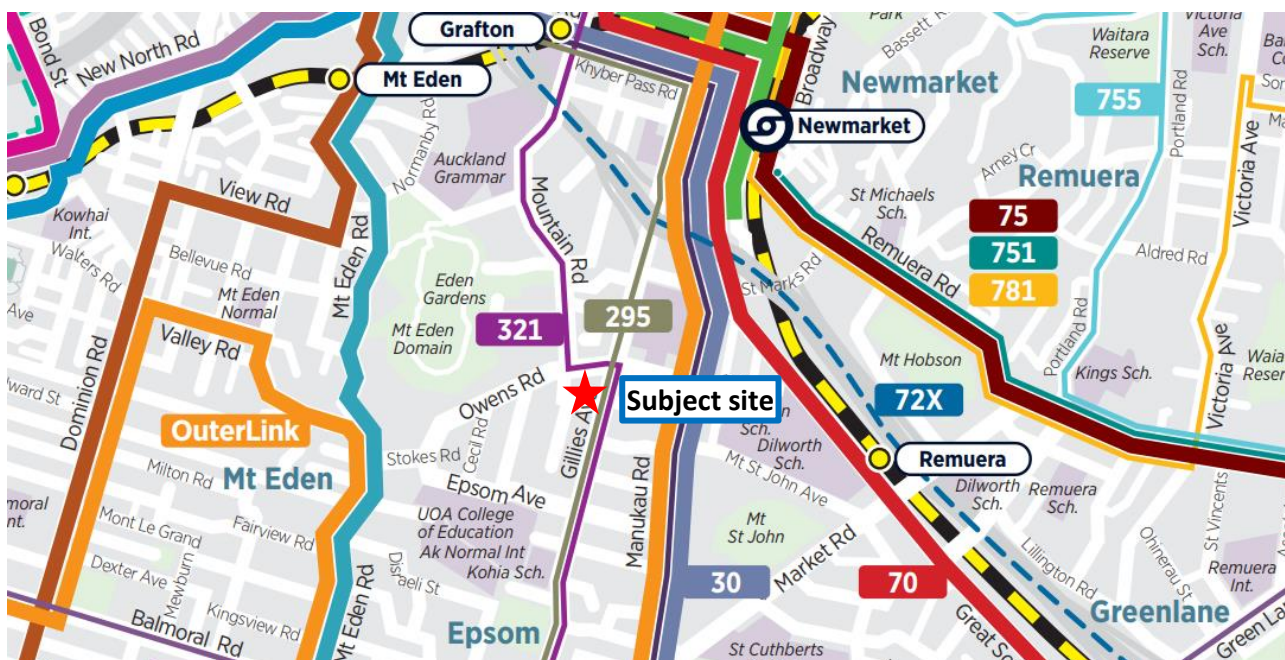 Bond St
New North Rd
Grafton
Mt Eden
Khyber Pass Rd
Normanby Rd
Auckland
Grammar
Mountain Rd
Broadway
Park
Bassett
Newmarket
Newmarket
Waitara
Reserve
Victoria
Ave
Sch.
755
Portland Rd
Victoria Ave
Arney Cr
Remuera
St Michaels
Sch.
75
751
781
Remuera Rd
Aldred Rd
View Rd
Kowhai
Int.
Walters Rd
Bellevue Rd
Mt Eden
Normal
Mt Eden Rd
Eden
Gardens
Mt Eden
Domain
321
295
St Marks Rd
Ave
Valley Rd
Dominion Rd
OuterLink
Mt Eden
Milton Rd
Mont Le Grand
Fairview Rd
Dexter Ave
Mewburn
Kingsview Rd
Balmoral Rd
Mt Eden Rd
Owens Rd
Cecil Rd
Stokes Rd
Epsom Ave
Gillies
UOA College
of Education
Ak Normal Int
Kohia Sch.
Epsom
Subject site
Manukau Rd
Sch.
Dilworth
Sch.
Mt St John Ave
Mt
St John
Market Rd
30
70
St Cuthberts
Mt Hobson
72X
Remuera
Portland Rd
Kings Sch.
Victoria Ave
Dilworth
Sch.
Remuera
Sch.
Lillington Rd
Ohinerau St
St Vincents
Remuera
Int.
Greenlane